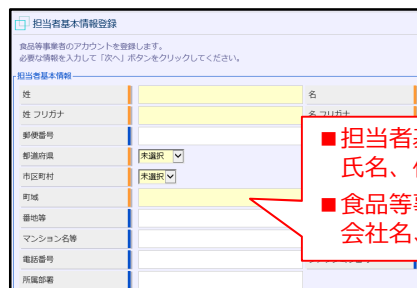 担当者基本情報登録
食品等事業者のアカウントを登録します。
必要な情報を入力して「次へ」ボタンをクリックしてください。
担当者基本情報
姓 名
姓 フリガナ 名 フリガナ
郵便番号
都道府県 未選択
市区町村 未選択
町域
番地等
マンション名等
電話番号
所属部署
■担当者
氏名、
■食品等事
会社名、